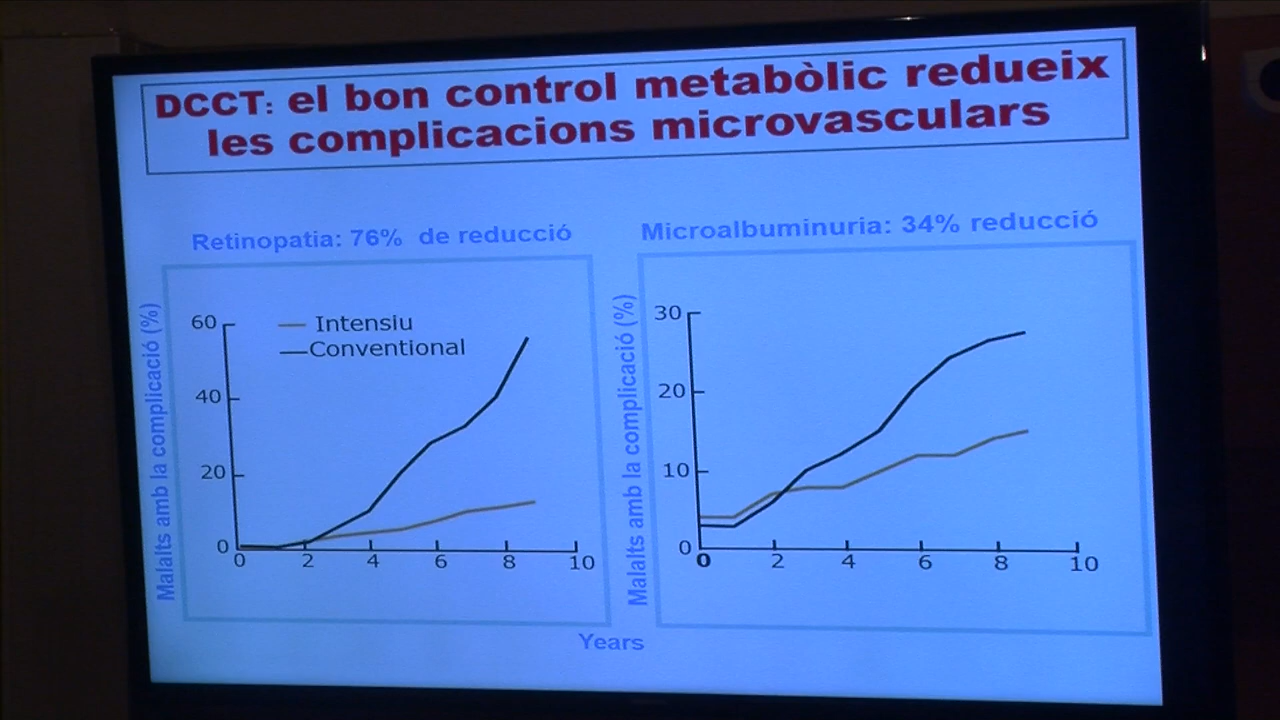 DCCT: el bon control metabòlic redueix
les complicacions microvasculars
Retinopatia: 76% de reducció
Malalts amb la complicació (%)
60
40
20
0
Intensiu
Conventional
0 2 4 6 8 10
Microalbuminuria: 34% reducció
Malalts amb la complicació (%)
30
20
10
0
0 2 4 6 8 10
Years